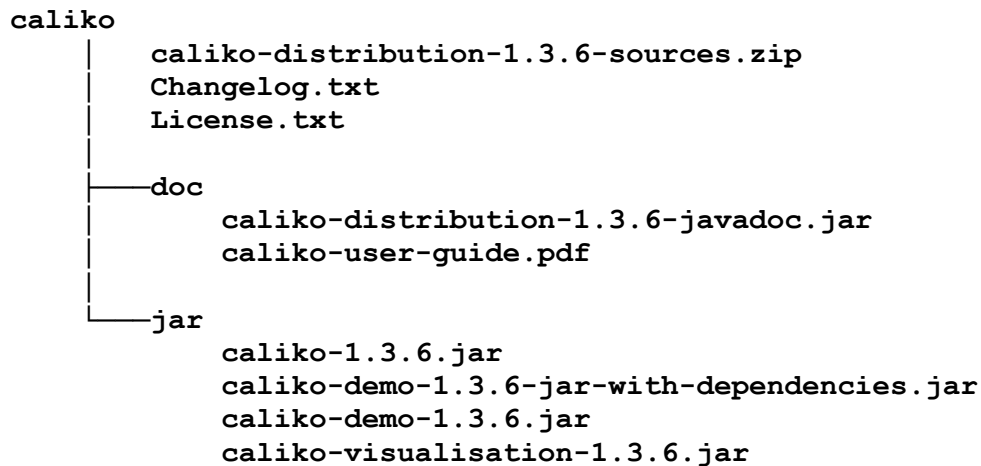 caliko
caliko-distribution-1.3.6-sources.zip
Changelog.txt
License.txt
doc
caliko-distribution-1.3.6-javadoc.jar
caliko-user-guide.pdf
jar
caliko-1.3.6.jar
caliko-demo-1.3.6-jar-with-dependencies.jar
caliko-demo-1.3.6.jar
caliko-visualisation-1.3.6.jar